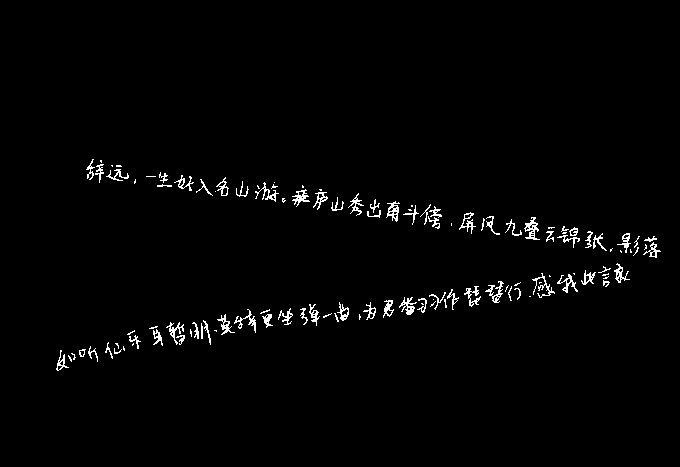 辞远，一生好入名山游。庐山秀出南斗傍，屏风九叠云锦张，影落
如听仙乐耳暂明，莫辞更坐弹一曲，为君翻作琵琶行，感我此言